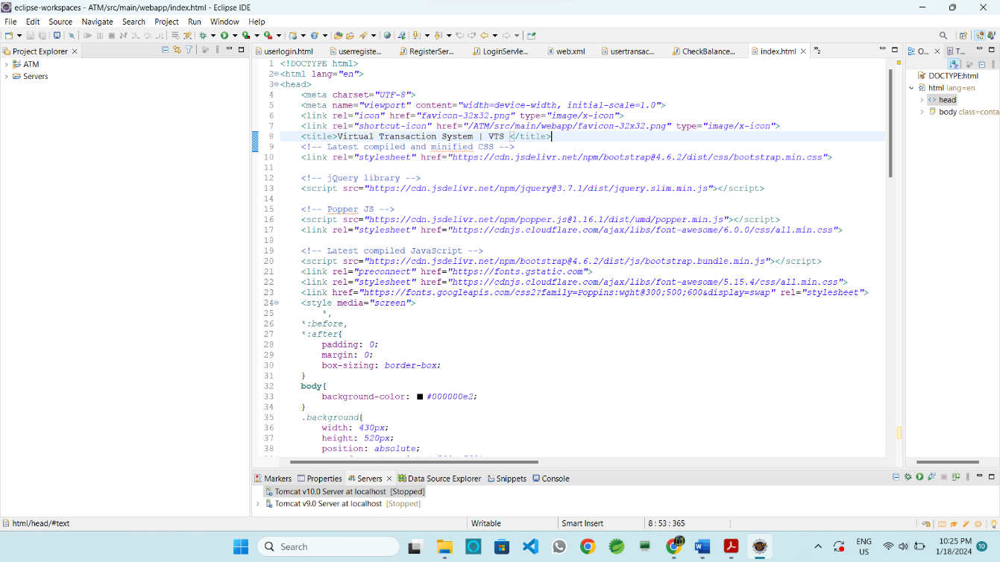 eclipse-workspaces - ATM/src/main/webapp/index.html - Eclipse IDE
File Edit Source Navigate Search Project Run Window Help
Project Explorer
ATM
Servers
userlogin.html userregiste... RegisterSer... LoginServle... web.xml usertransac... CheckBalance... index.html »2
1 <!DOCTYPE html>
2 <html lang="en">
3 <head>
4 <meta charset="UTF-8">
5 <meta name="viewport" content="width=device-width, initial-scale=1.0">
6 <link rel="icon" href="favicon-32x32.png" type="image/x-icon">
7 <link rel="shortcut-icon" href="/ATM/src/main/webapp/favicon-32x32.png" type="image/x-icon">
8 <title>Virtual Transaction System | VTS </title>
9 <!-- Latest compiled and minified CSS -->
10 <link rel="stylesheet" href="https://cdn.jsdelivr.net/npm/bootstrap@4.6.2/dist/css/bootstrap.min.css">
11
12 <!-- jQuery library -->
13 <script src="https://cdn.jsdelivr.net/npm/jquery@3.7.1/dist/jquery.slim.min.js"></script>
14
15 <!-- Popper JS -->
16 <script src="https://cdn.jsdelivr.net/npm/popper.js@1.16.1/dist/umd/popper.min.js"></script>
17 <link rel="stylesheet" href="https://cdnjs.cloudflare.com/ajax/libs/font-awesome/6.0.0/css/all.min.css">
18
19 <!-- Latest compiled JavaScript -->
20 <script src="https://cdn.jsdelivr.net/npm/bootstrap@4.6.2/dist/js/bootstrap.bundle.min.js"></script>
21 <link rel="preconnect" href="https://fonts.gstatic.com">
22 <link rel="stylesheet" href="https://cdnjs.cloudflare.com/ajax/libs/font-awesome/5.15.4/css/all.min.css">
23 <link href="https://fonts.googleapis.com/css2?family=Poppins:wght@300;500;600&display=swap" rel="stylesheet">
24 <style media="screen">
25 *,
26 *:before,
27 *:after{
28 padding: 0;
29 margin: 0;
30 box-sizing: border-box;
31 }
32 body{
33 background-color: #000000e2;
34 }
35 .background{
36 width: 430px;
37 height: 520px;
38 position: absolute;
O... T...
DOCTYPE:html
html lang=en
head
body class=conta
Markers Properties Servers Data Source Explorer Snippets Console
Tomcat v10.0 Server at localhost [Stopped]
Tomcat v9.0 Server at localhost [Stopped]
html/head/#text Writable Smart Insert 8 : 53 : 365
Search
ENG
US
10:25 PM
1/18/2024
10